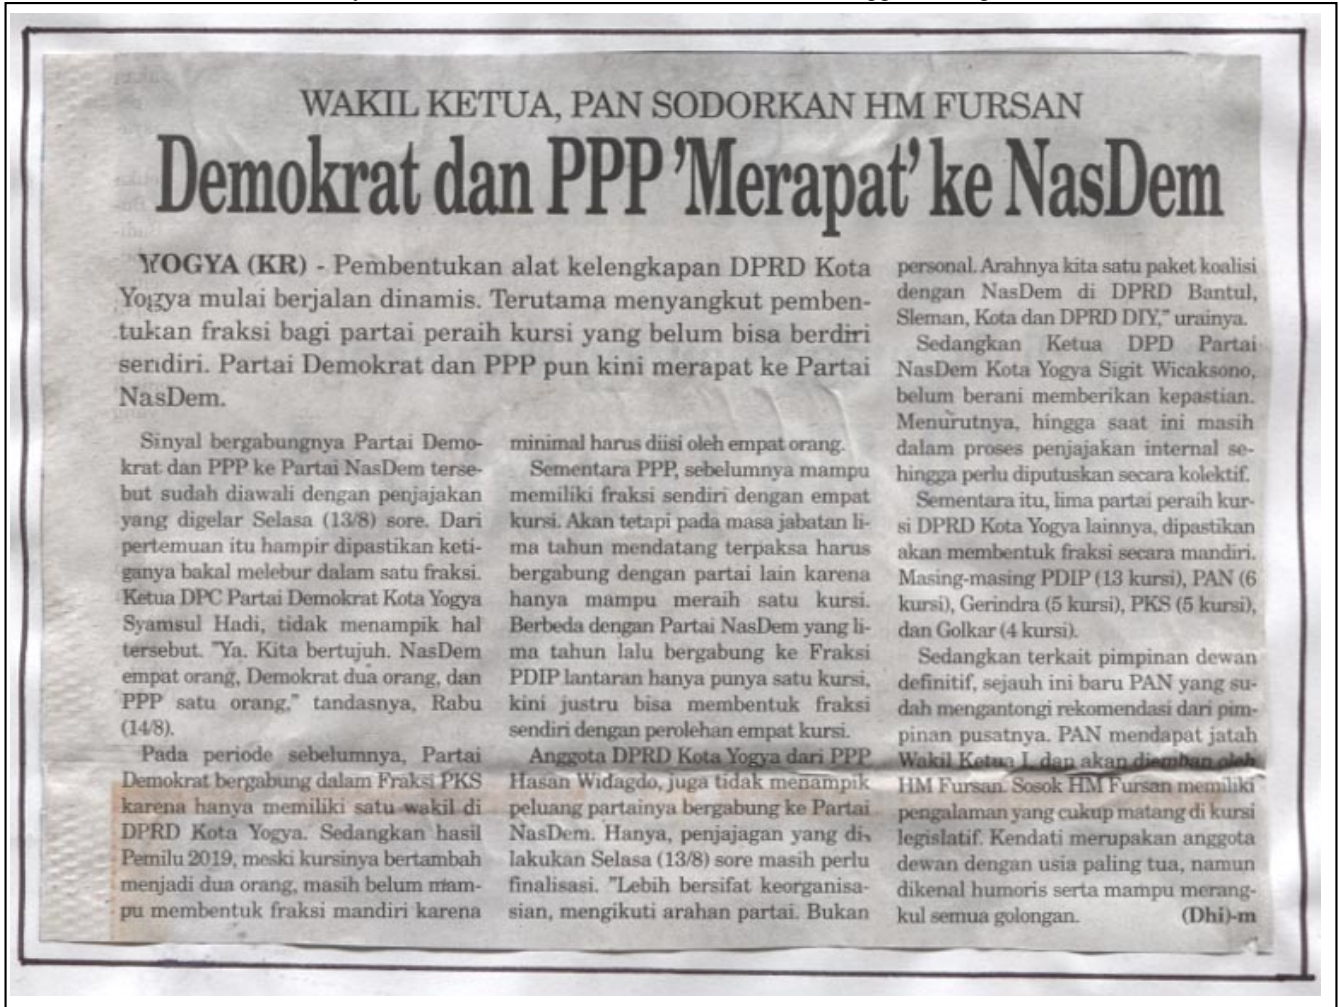 WAKIL KETUA, PAN SODORKAN HM FURSAN
Demokrat dan PPP 'Merapat' ke NasDem
YOGYA (KR) - Pembentukan alat kelengkapan DPRD Kota
Yogya mulai berjalan dinamis. Terutama menyangkut pemben-
tukan fraksi bagi partai peraih kursi yang belum bisa berdiri
sendiri. Partai Demokrat dan PPP pun kini merapat ke Partai
NasDem.
Sinyal bergabungnya Partai Demo-
krat dan PPP ke Partai NasDem terse-
but sudah diawali dengan penjajakan
yang digelar Selasa (13/8) sore. Dari
pertemuan itu hampir dipastikan keti-
ganya bakal melebur dalam satu fraksi.
Ketua DPC Partai Demokrat Kota Yogya
Syamsul Hadi, tidak menampik hal
tersebut. "Ya. Kita bertujuh. NasDem
empat orang, Demokrat dua orang, dan
PPP satu orang," tandasnya, Rabu
(14/8).
Pada periode sebelumnya, Partai
Demokrat bergabung dalam Fraksi PKS
karena hanya memiliki satu wakil di
DPRD Kota Yogya. Sedangkan hasil
Pemilu 2019, meski kursinya bertambah
menjadi dua orang, masih belum mam-
pu membentuk fraksi mandiri karena
minimal harus diisi oleh empat orang.
Sementara PPP, sebelumnya mampu
memiliki fraksi sendiri dengan empat
kursi. Akan tetapi pada masa jabatan li-
ma tahun mendatang terpaksa harus
bergabung dengan partai lain karena
hanya mampu meraih satu kursi.
Berbeda dengan Partai NasDem yang li-
ma tahun lalu bergabung ke Fraksi
PDIP lantaran hanya punya satu kursi,
kini justru bisa membentuk fraksi
sendiri dengan perolehan empat kursi.
Anggota DPRD Kota Yogya dari PPP
Hasan Widagdo, juga tidak menampik
peluang partainya bergabung ke Partai
NasDem. Hanya, penjajagan yang di-
lakukan Selasa (13/8) sore masih perlu
finalisasi. "Lebih bersifat keorganisa-
sian, mengikuti arahan partai. Bukan
personal. Arahnya kita satu paket koalisi
dengan NasDem di DPRD Bantul,
Sleman, Kota dan DPRD DIY," urainya.
Sedangkan Ketua DPD Partai
NasDem Kota Yogya Sigit Wicaksono,
belum berani memberikan kepastian.
Menurutnya, hingga saat ini masih
dalam proses penjajakan internal se-
hingga perlu diputuskan secara kolektif.
Sementara itu, lima partai peraih kur-
si DPRD Kota Yogya lainnya, dipastikan
akan membentuk fraksi secara mandiri.
Masing-masing PDIP (13 kursi), PAN (6
kursi), Gerindra (5 kursi), PKS (5 kursi),
dan Golkar (4 kursi).
Sedangkan terkait pimpinan dewan
definitif, sejauh ini baru PAN yang su-
dah mengantongi rekomendasi dari pim-
pinan pusatnya. PAN mendapat jatah
Wakil Ketua I, dan akan diemban oleh
HM Fursan. Sosok HM Fursan memiliki
pengalaman yang cukup matang di kursi
legislatif. Kendati merupakan anggota
dewan dengan usia paling tua, namun
dikenal humoris serta mampu merang-
kul semua golongan. (Dhi)-m